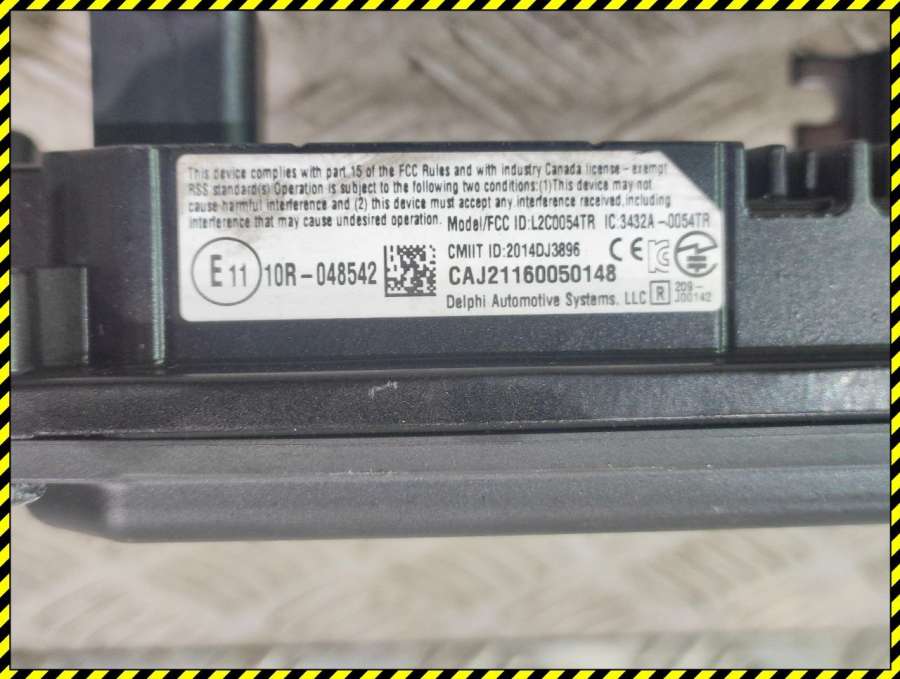 This device complies with part 15 of the FCC Rules and with industry Canada license - exempt
RSS standard(s) Operation is subject to the following two conditions:(1)This device may not
cause harmful interference and (2) this device must accept any interference received,including
interference that may cause undesired operation. Model/FCC ID:L2C0054TR IC:3432A-0054TR
E11 10R-048542
CMIIT ID:2014DJ3896 CE
CAJ21160050148
Delphi Automotive Systems, LLC R 209-J00142